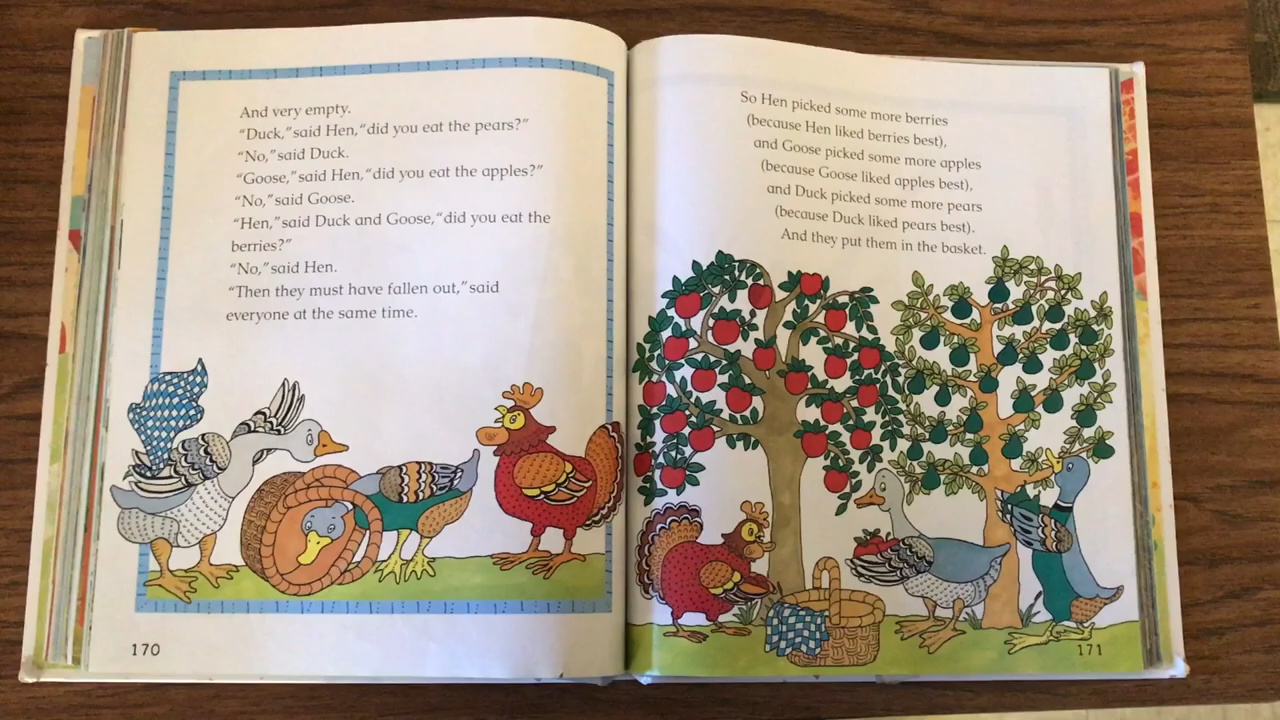 And very empty.
“Duck,” said Hen, “did you eat the pears?”
“No,” said Duck.
“Goose,” said Hen, “did you eat the apples?”
“No,” said Goose.
“Hen,” said Duck and Goose, “did you eat the
berries?”
“No,” said Hen.
“Then they must have fallen out,” said
everyone at the same time.
170
So Hen picked some more berries
(because Hen liked berries best),
and Goose picked some more apples
(because Goose liked apples best),
and Duck picked some more pears
(because Duck liked pears best).
And they put them in the basket.
171